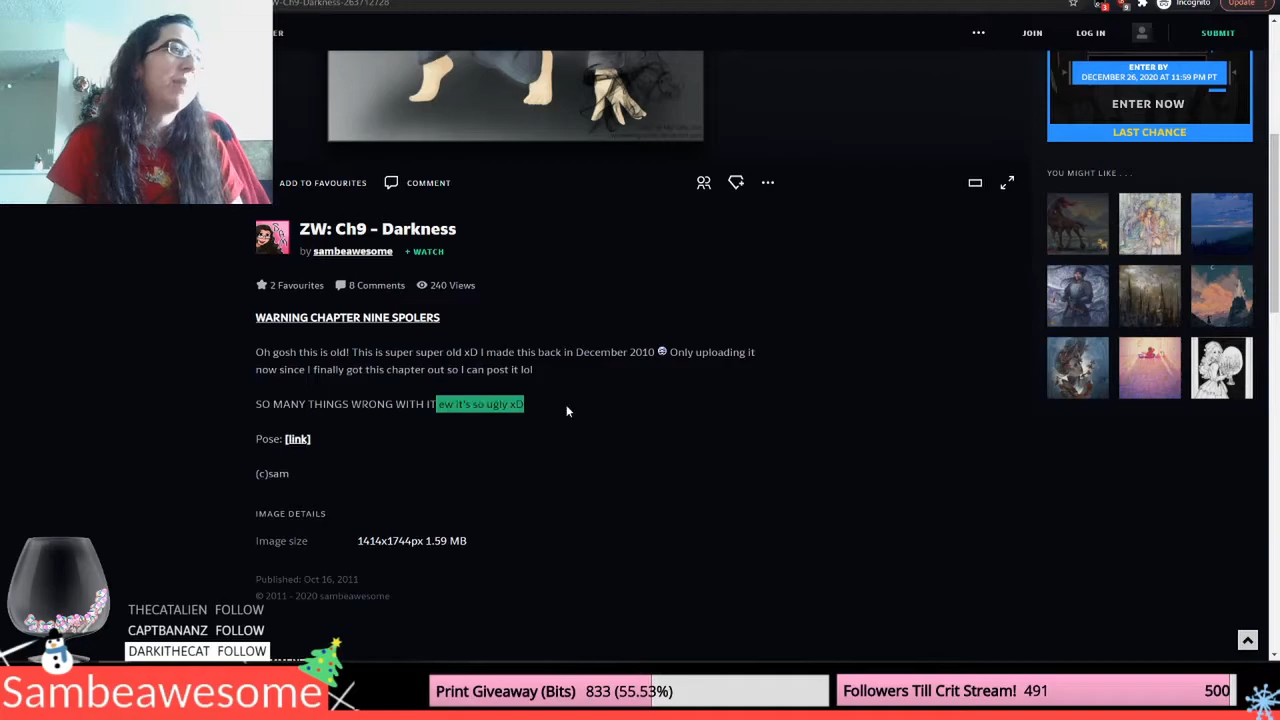 W-Ch9-Darkness-263712728
Incognito
Update
ER
JOIN
LOG IN
SUBMIT
ENTER BY
DECEMBER 26, 2020 AT 11:59 PM PT
ENTER NOW
LAST CHANCE
ADD TO FAVOURITES
COMMENT
YOU MIGHT LIKE . . .
ZW: Ch9 - Darkness
by sambeawesome + WATCH
2 Favourites 8 Comments 240 Views
WARNING CHAPTER NINE SPOLERS
Oh gosh this is old! This is super super old xD I made this back in December 2010 Only uploading it
now since I finally got this chapter out so I can post it lol
SO MANY THINGS WRONG WITH IT ew it's so ugly xD
Pose: [link]
(c)sam
IMAGE DETAILS
Image size 1414x1744px 1.59 MB
Published: Oct 16, 2011
© 2011 - 2020 sambeawesome
THECATALIEN FOLLOW
CAPTBANANZ FOLLOW
DARKITHECAT FOLLOW
Sambeawesome
Print Giveaway (Bits) 833 (55.53%)
Followers Till Crit Stream! 491 500